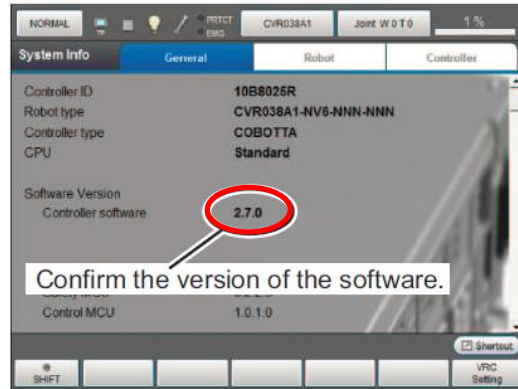 NORMAL
TP
PRTCT
EMG
CVR038A1
Joint W 0 T 0
1 %
System Info
General
Robot
Controller
Controller ID 10B8025R
Robot type CVR038A1-NV6-NNN-NNN
Controller type COBOTTA
CPU Standard
Software Version
Controller software 2.7.0
Confirm the version of the software.
Control MCU 1.0.1.0
Shortcut
SHIFT
VRC
Setting